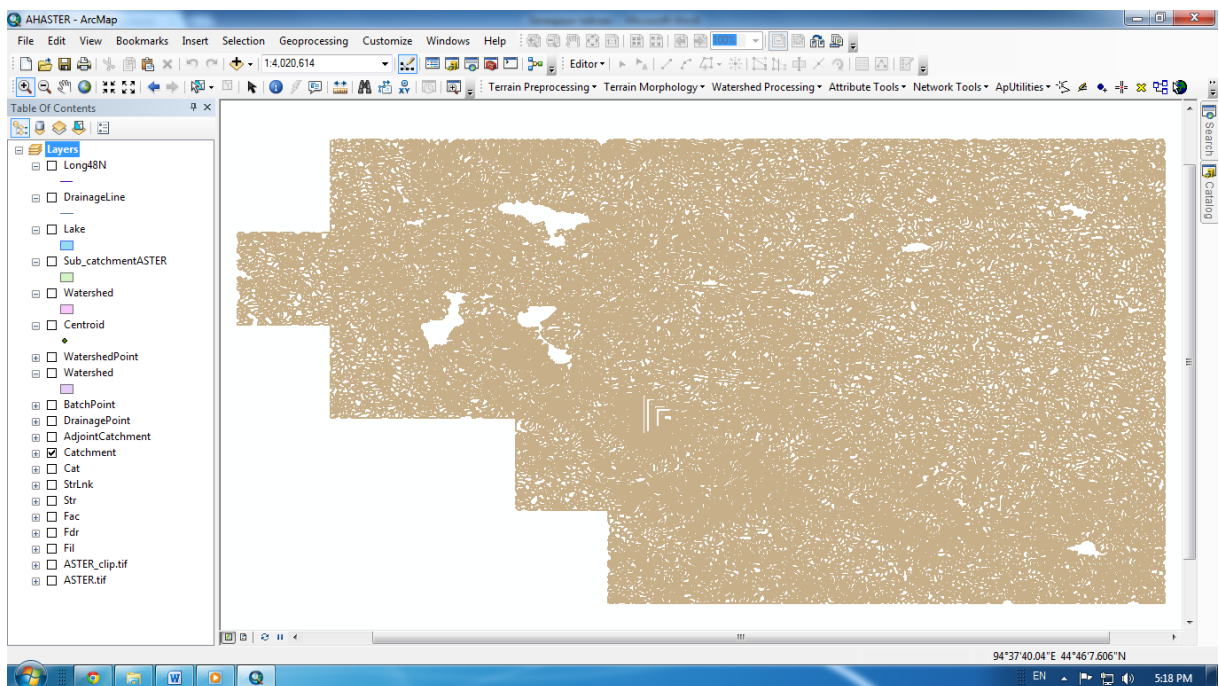 AHASTER - ArcMap
File Edit View Bookmarks Insert Selection Geoprocessing Customize Windows Help 100%
1:4,020,614 Editor
Terrain Preprocessing Terrain Morphology Watershed Processing Attribute Tools Network Tools ApUtilities
Table Of Contents
Layers
Long48N
DrainageLine
Lake
Sub_catchmentASTER
Watershed
Centroid
WatershedPoint
Watershed
BatchPoint
DrainagePoint
AdjointCatchment
Catchment
Cat
StrLnk
Str
Fac
Fdr
Fil
ASTER_clip.tif
ASTER.tif
Search
Catalog
94°37'40.04"E 44°46'7.606"N
EN 5:18 PM